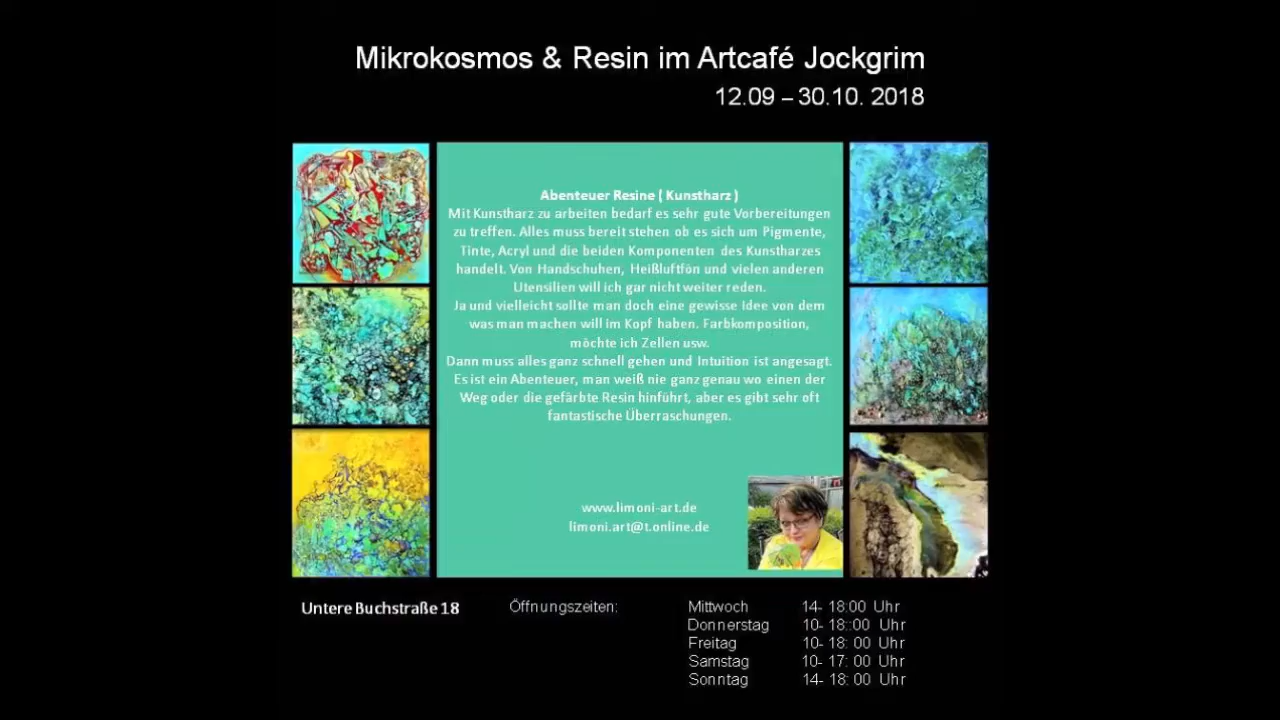 Mikrokosmos & Resin im Artcafé Jockgrim
12.09 – 30.10. 2018
Abenteuer Resine ( Kunstharz )
Mit Kunstharz zu arbeiten bedarf es sehr gute Vorbereitungen
zu treffen. Alles muss bereit stehen ob es sich um Pigmente,
Tinte, Acryl und die beiden Komponenten des Kunstharzes
handelt. Von Handschuhen, Heißluftfön und vielen anderen
Utensilien will ich gar nicht weiter reden.
Ja und vielleicht sollte man doch eine gewisse Idee von dem
was man machen will im Kopf haben. Farbkomposition,
möchte ich Zellen usw.
Dann muss alles ganz schnell gehen und Intuition ist angesagt.
Es ist ein Abenteuer, man weiß nie ganz genau wo einen der
Weg oder die gefärbte Resin hinführt, aber es gibt sehr oft
fantastische Überraschungen.
www.limoni-art.de
limoni.art@t.online.de
Untere Buchstraße 18
Öffnungszeiten:
Mittwoch 14- 18:00 Uhr
Donnerstag 10- 18::00 Uhr
Freitag 10- 18: 00 Uhr
Samstag 10- 17: 00 Uhr
Sonntag 14- 18: 00 Uhr